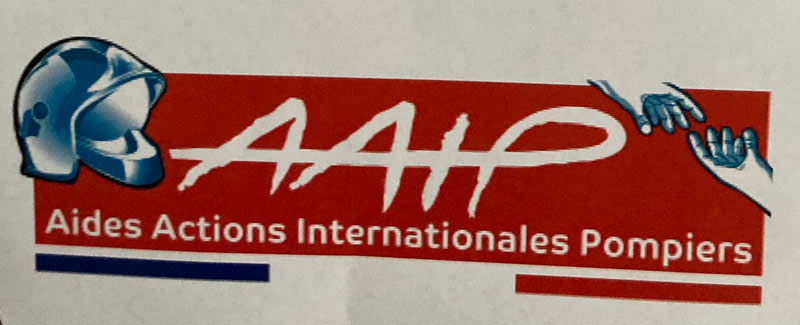 AAIP
Aides Actions Internationales Pompiers